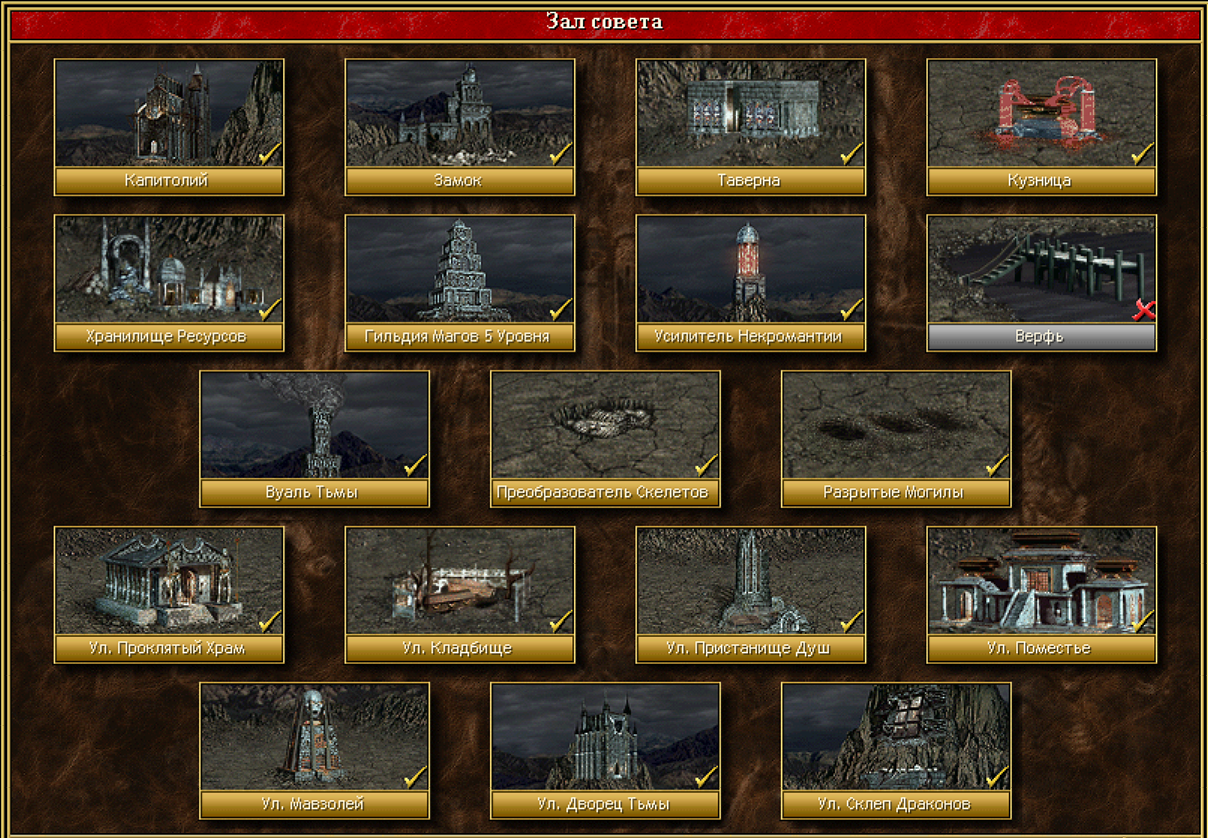 Зал совета
Капитолий
Замок
Таверна
Кузница
Хранилище Ресурсов
Гильдия Магов 5 Уровня
Усилитель Некромантии
Верфь
Вуаль Тьмы
Преобразователь Скелетов
Разрытые Могилы
Ул. Проклятый Храм
Ул. Кладбище
Ул. Пристанище Душ
Ул. Поместье
Ул. Мавзолей
Ул. Дворец Тьмы
Ул. Склеп Драконов